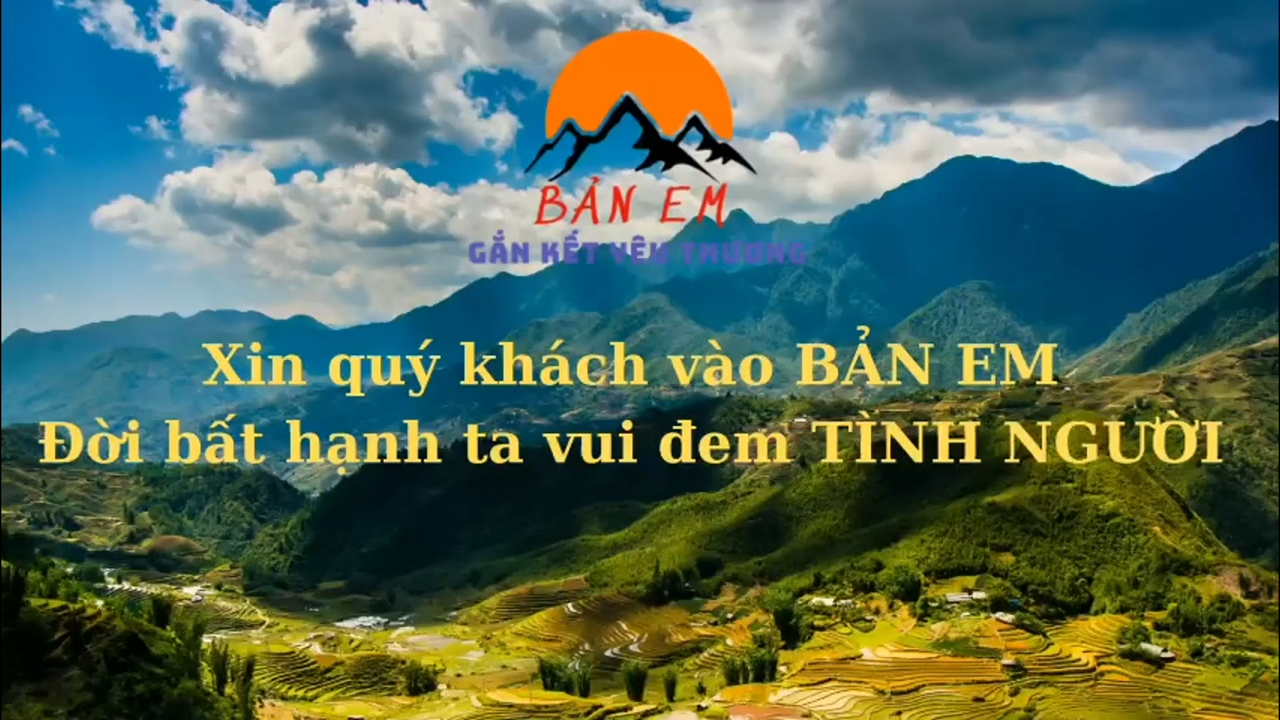 BẢN EM
GẮN KẾT YÊU THƯƠNG
Xin quý khách vào BẢN EM
Đời bất hạnh ta vui đem TÌNH NGƯỜI